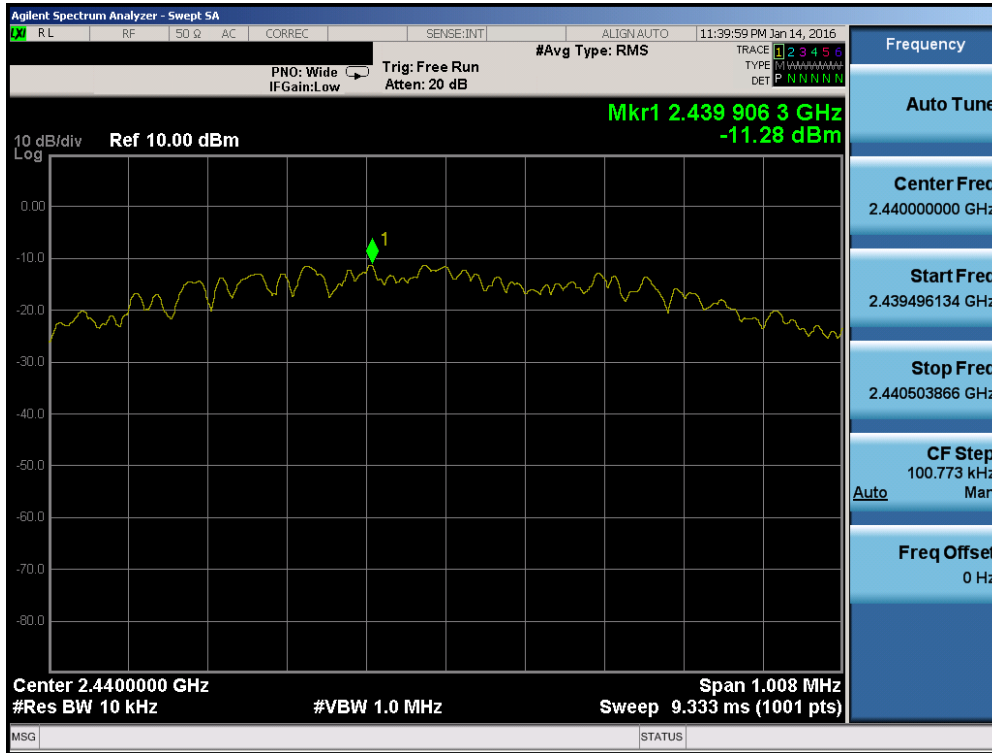 Agilent Spectrum Analyzer - Swept SA
LXI RL RF 50 Ω AC CORREC SENSE:INT ALIGN AUTO 11:39:59 PM Jan 14, 2016
#Avg Type: RMS TRACE 1 2 3 4 5 6
PNO: Wide Trig: Free Run TYPE M
IFGain:Low Atten: 20 dB DET P N N N N N
Mkr1 2.439 906 3 GHz
-11.28 dBm
10 dB/div Ref 10.00 dBm
Log
0.00
1
-10.0
-20.0
-30.0
-40.0
-50.0
-60.0
-70.0
-80.0
Center 2.4400000 GHz Span 1.008 MHz
#Res BW 10 kHz #VBW 1.0 MHz Sweep 9.333 ms (1001 pts)
MSG STATUS
Frequency
Auto Tune
Center Freq
2.440000000 GHz
Start Freq
2.439496134 GHz
Stop Freq
2.440503866 GHz
CF Step
100.773 kHz
Auto Man
Freq Offset
0 Hz